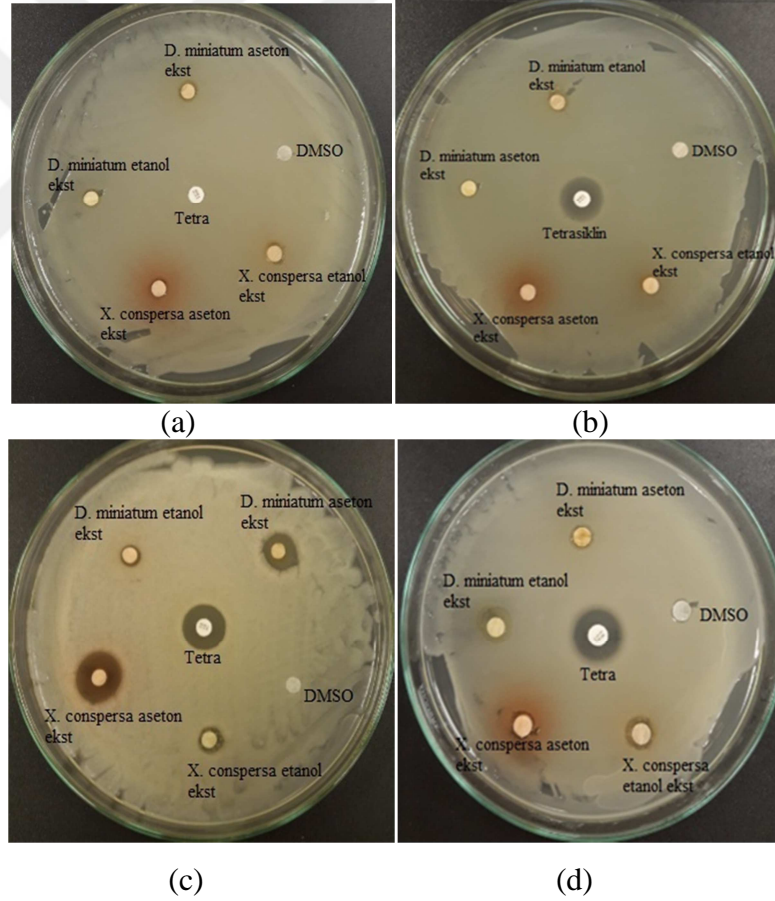 D. miniatum aseton
ekst
DMSO
D. miniatum etanol
ekst
Tetra
X. conspersa etanol
ekst
X. conspersa aseton
ekst
(a)
D. miniatum etanol
ekst
DMSO
D. miniatum aseton
ekst
Tetrasiklin
X. conspersa etanol
ekst
X. conspersa aseton
ekst
(b)
D. miniatum etanol
ekst
D. miniatum aseton
ekst
Tetra
DMSO
X. conspersa aseton
ekst
X. conspersa etanol
ekst
(c)
D. miniatum aseton
ekst
D. miniatum etanol
ekst
DMSO
Tetra
X. conspersa aseton
ekst
X. conspersa
etanol ekst
(d)